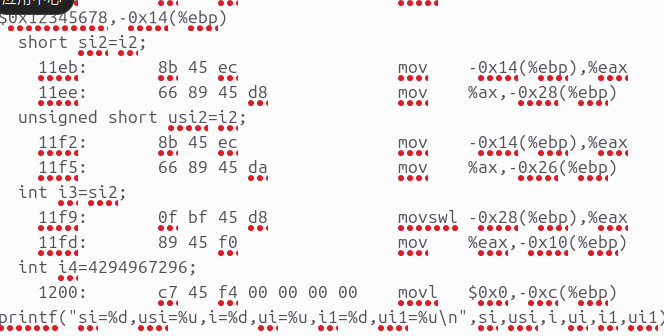 $0x12345678,-0x14(%ebp)
short si2=i2;
11eb: 8b 45 ec mov -0x14(%ebp),%eax
11ee: 66 89 45 d8 mov %ax,-0x28(%ebp)
unsigned short usi2=i2;
11f2: 8b 45 ec mov -0x14(%ebp),%eax
11f5: 66 89 45 da mov %ax,-0x26(%ebp)
int i3=si2;
11f9: 0f bf 45 d8 movswl -0x28(%ebp),%eax
11fd: 89 45 f0 mov %eax,-0x10(%ebp)
int i4=4294967296;
1200: c7 45 f4 00 00 00 00 movl $0x0,-0xc(%ebp)
printf("si=%d,usi=%u,i=%d,ui=%u,i1=%d,ui1=%u\n",si,usi,i,ui,i1,ui1)